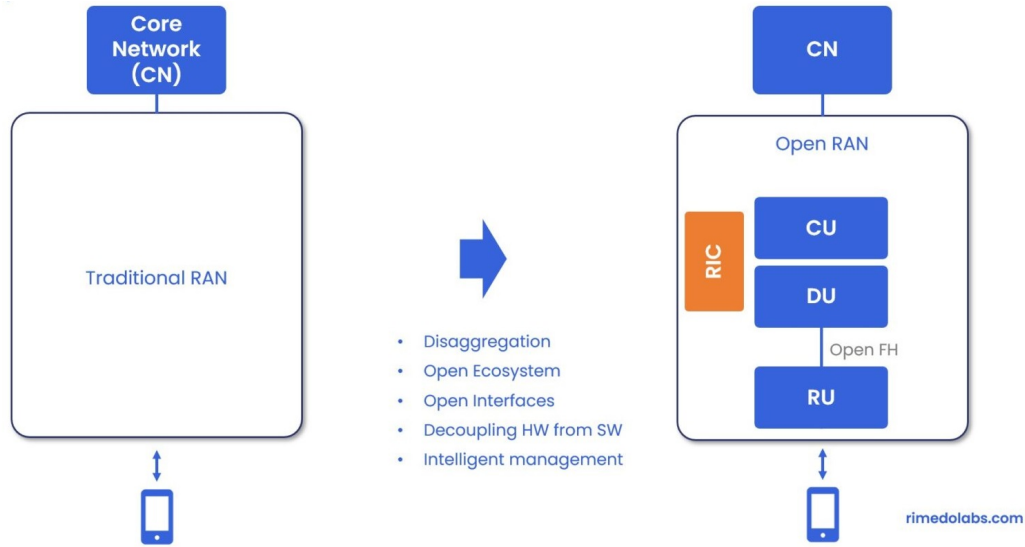 Core
Network
(CN)
Traditional RAN
• Disaggregation
• Open Ecosystem
• Open Interfaces
• Decoupling HW from SW
• Intelligent management
CN
Open RAN
RIC
CU
DU
Open FH
RU
rimedolabs.com